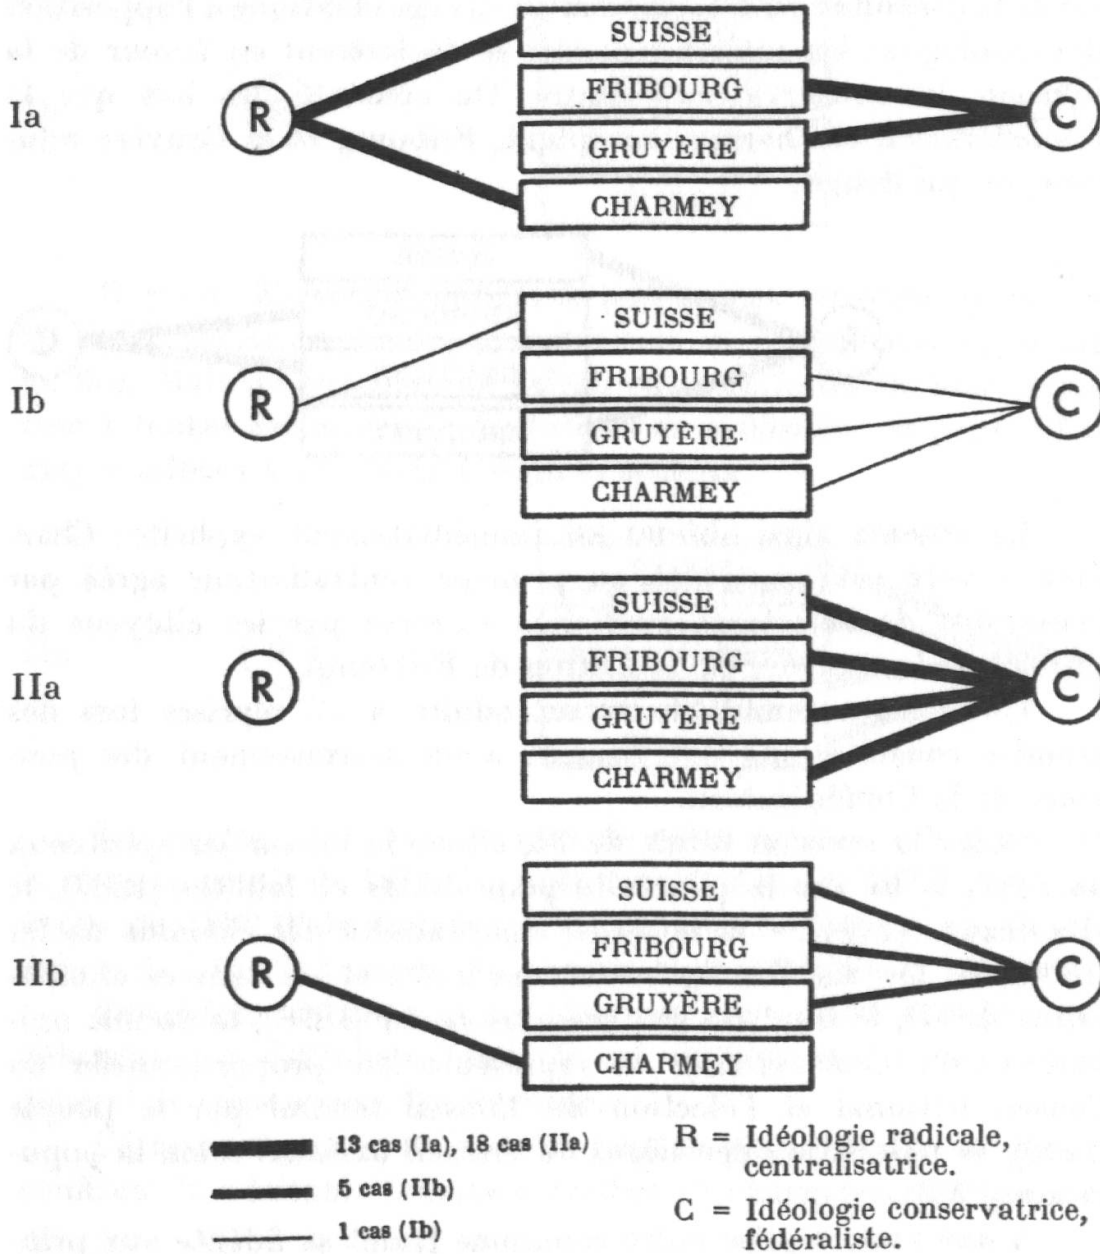 SUISSE
FRIBOURG
Ia R C
GRUYÈRE
CHARMEY
SUISSE
FRIBOURG
Ib R C
GRUYÈRE
CHARMEY
SUISSE
FRIBOURG
IIa R C
GRUYÈRE
CHARMEY
SUISSE
FRIBOURG
IIb R C
GRUYÈRE
CHARMEY
13 cas (Ia), 18 cas (IIa)
5 cas (IIb)
1 cas (Ib)
R = Idéologie radicale,
centralisatrice.
C = Idéologie conservatrice,
fédéraliste.